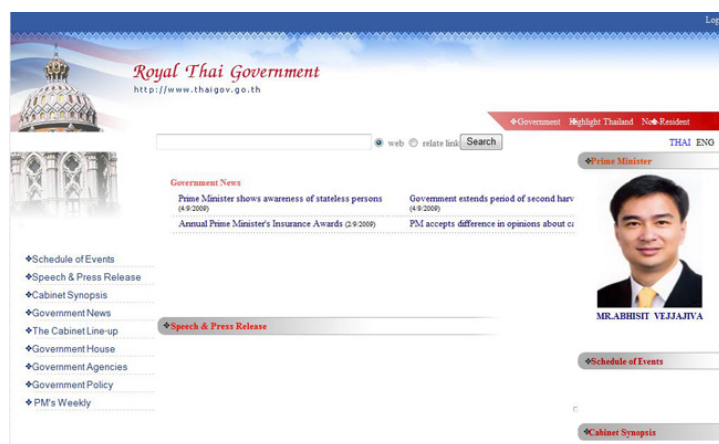 Log
Royal Thai Government
http://www.thaigov.go.th
Government Highlight Thailand Non-Resident
web relate link Search
THAI ENG
Prime Minister
Government News
Prime Minister shows awareness of stateless persons
(4/9/2009)
Government extends period of second harv
(4/9/2009)
Annual Prime Minister's Insurance Awards (2/9/2009)
PM accepts difference in opinions about ca
MR.ABHISIT VEJJAJIVA
Schedule of Events
Speech & Press Release
Cabinet Synopsis
Government News
The Cabinet Line-up
Government House
Government Agencies
Government Policy
PM's Weekly
Speech & Press Release
Schedule of Events
Cabinet Synopsis